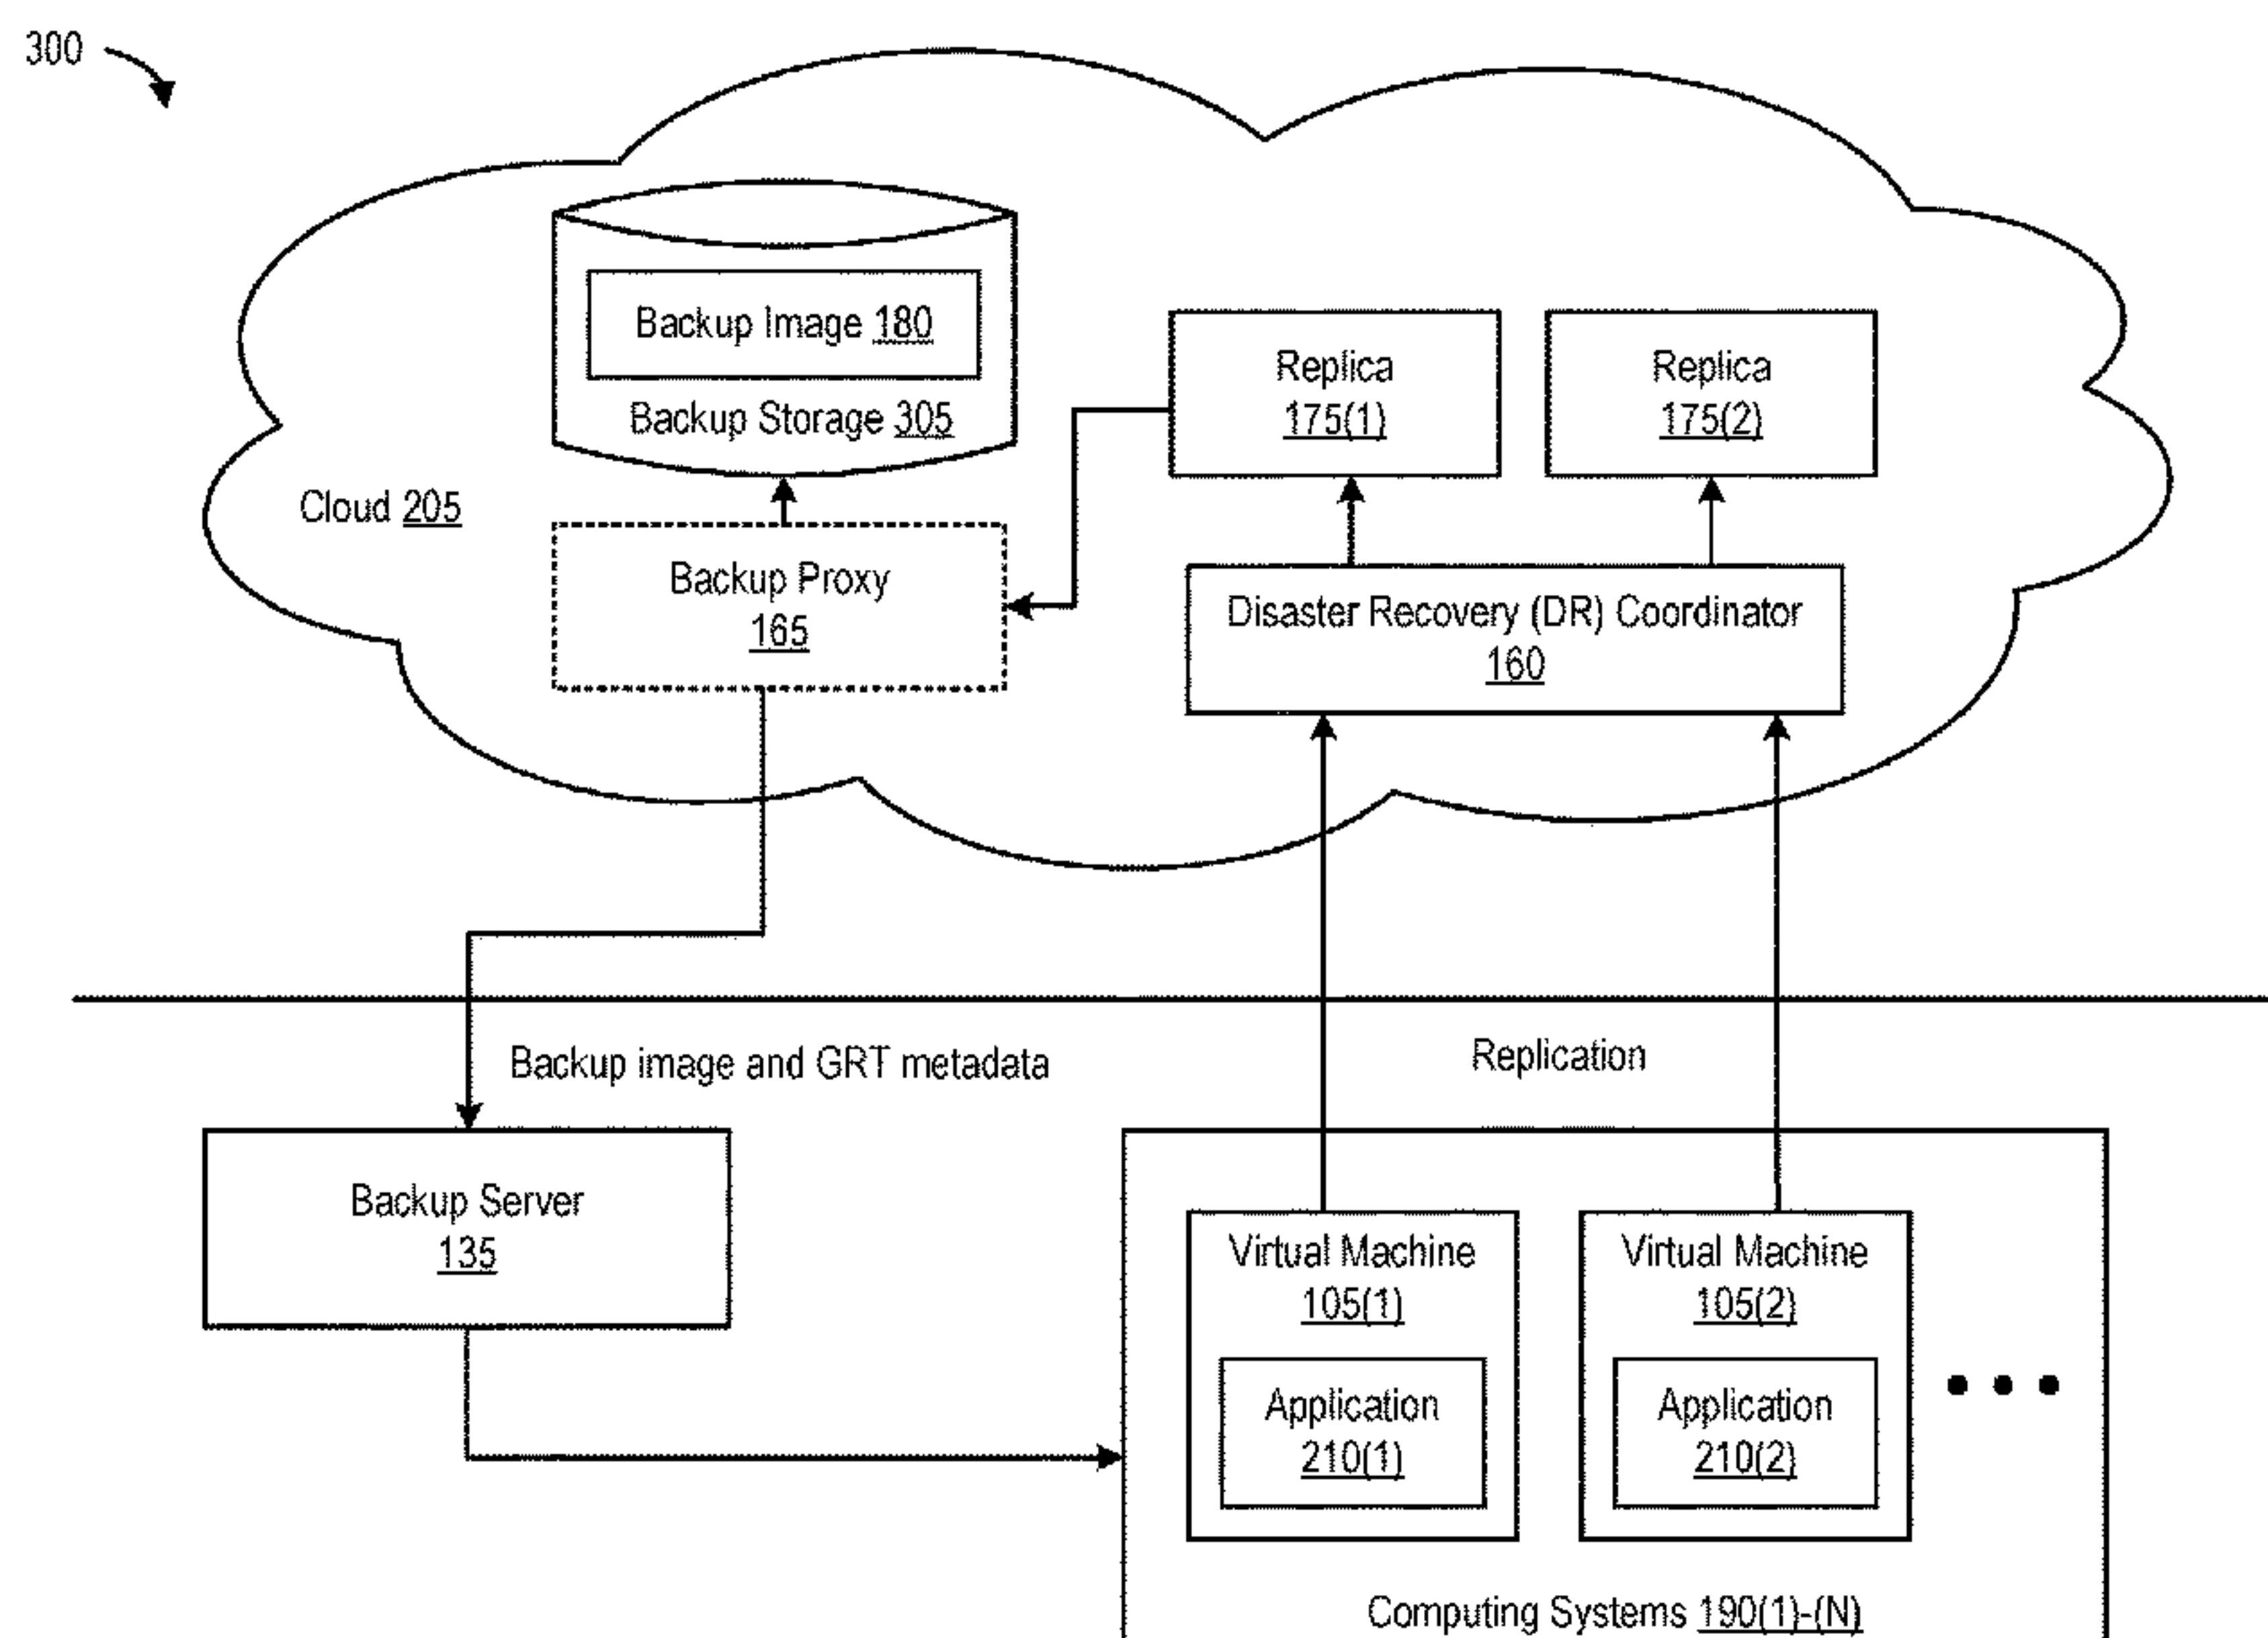 300
Backup Image 180
Backup Storage 305
Replica
175(1)
Replica
175(2)
Cloud 205
Backup Proxy
165
Disaster Recovery (DR) Coordinator
160
Backup image and GRT metadata
Replication
Backup Server
135
Virtual Machine
105(1)
Application
210(1)
Virtual Machine
105(2)
Application
210(2)
Computing Systems 190(1)-(N)